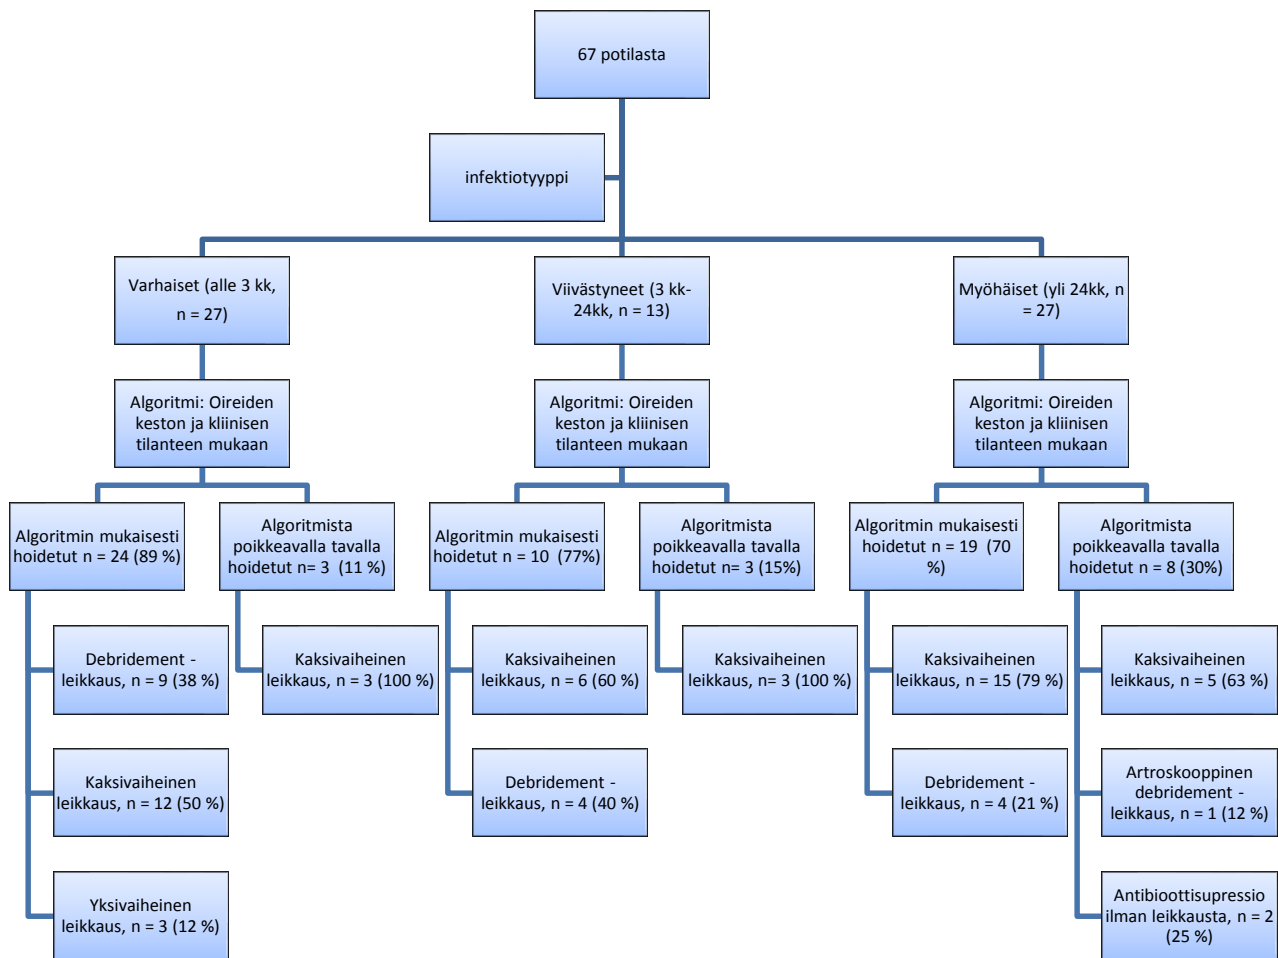 67 potilasta
infektiotyyppi
Varhaiset (alle 3 kk,
n = 27)
Viivästyneet (3 kk-
24kk, n = 13)
Myöhäiset (yli 24kk, n
= 27)
Algoritmi: Oireiden
keston ja kliinisen
tilanteen mukaan
Algoritmi: Oireiden
keston ja kliinisen
tilanteen mukaan
Algoritmi: Oireiden
keston ja kliinisen
tilanteen mukaan
Algoritmin mukaisesti
hoidetut n = 24 (89 %)
Algoritmista
poikkeavalla tavalla
hoidetut n= 3 (11 %)
Algoritmin mukaisesti
hoidetut n = 10 (77%)
Algoritmista
poikkeavalla tavalla
hoidetut n= 3 (15%)
Algoritmin mukaisesti
hoidetut n = 19 (70
%)
Algoritmista
poikkeavalla tavalla
hoidetut n = 8 (30%)
Debridement -
leikkaus, n = 9 (38 %)
Kaksivaiheinen
leikkaus, n = 3 (100 %)
Kaksivaiheinen
leikkaus, n = 6 (60 %)
Kaksivaiheinen
leikkaus, n= 3 (100 %)
Kaksivaiheinen
leikkaus, n = 15 (79 %)
Kaksivaiheinen
leikkaus, n = 5 (63 %)
Kaksivaiheinen
leikkaus, n = 12 (50 %)
Debridement -
leikkaus, n = 4 (40 %)
Debridement -
leikkaus, n = 4 (21 %)
Artroskooppinen
debridement -
leikkaus, n = 1 (12 %)
Yksivaiheinen
leikkaus, n = 3 (12 %)
Antibioottisupressio
ilman leikkausta, n = 2
(25 %)